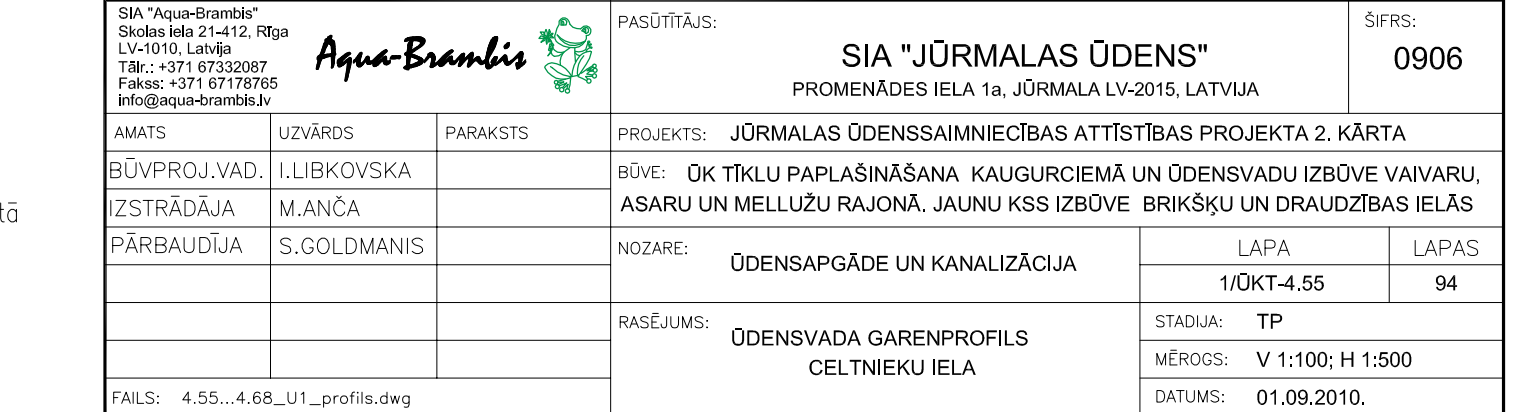 SIA "Aqua-Brambis"
Skolas iela 21-412, Rīga
LV-1010, Latvija
Tālr.: +371 67332087
Fakss: +371 67178765
info@aqua-brambis.lv
Aqua-Brambis
PASŪTĪTĀJS:
SIA "JŪRMALAS ŪDENS"
PROMENĀDES IELA 1a, JŪRMALA LV-2015, LATVIJA
ŠIFRS:
0906
AMATS UZVĀRDS PARAKSTS
BŪVPROJ.VAD. I.LIBKOVSKA
IZSTRĀDĀJA M.ANČA
PĀRBAUDĪJA S.GOLDMANIS
FAILS: 4.55...4.68_U1_profils.dwg
PROJEKTS: JŪRMALAS ŪDENSSAIMNIECĪBAS ATTĪSTĪBAS PROJEKTA 2. KĀRTA
BŪVE: ŪK TĪKLU PAPLAŠINĀŠANA KAUGURCIEMĀ UN ŪDENSVADU IZBŪVE VAIVARU,
ASARU UN MELLUŽU RAJONĀ. JAUNU KSS IZBŪVE BRIKŠĶU UN DRAUDZĪBAS IELĀS
NOZARE: ŪDENSAPGĀDE UN KANALIZĀCIJA
LAPA LAPAS
1/ŪKT-4.55 94
RASĒJUMS: ŪDENSVADA GARENPROFILS
CELTNIEKU IELA
STADIJA: TP
MĒROGS: V 1:100; H 1:500
DATUMS: 01.09.2010.
tā